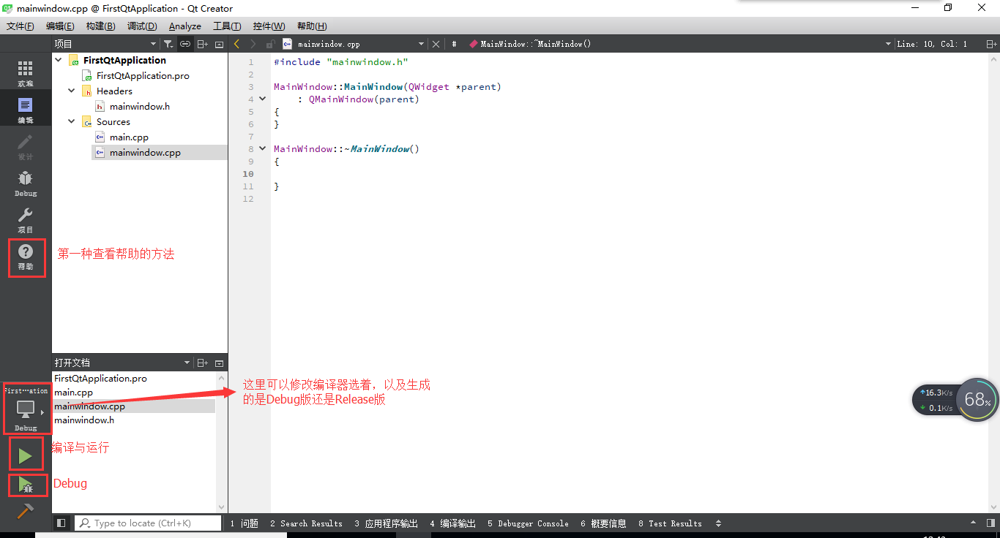 mainwindow.cpp @ FirstQtApplication - Qt Creator
文件(F) 编辑(E) 构建(B) 调试(D) Analyze 工具(T) 控件(W) 帮助(H)
项目
mainwindow.cpp
# MainWindow::~MainWindow()
Line: 10, Col: 1
欢迎
编辑
设计
Debug
项目
帮助
FirstQtApplication
FirstQtApplication.pro
Headers
mainwindow.h
Sources
main.cpp
mainwindow.cpp
第一种查看帮助的方法
1 #include "mainwindow.h"
2
3 MainWindow::MainWindow(QWidget *parent)
4 : QMainWindow(parent)
5 {
6 }
7
8 MainWindow::~MainWindow()
9 {
10
11 }
12
打开文档
FirstQtApplication.pro
main.cpp
mainwindow.cpp
mainwindow.h
First···ation
Debug
这里可以修改编译器选着，以及生成
的是Debug版还是Release版
编译与运行
Debug
16.3K/s
0.1K/s
68%
Type to locate (Ctrl+K)
1 问题 2 Search Results 3 应用程序输出 4 编译输出 5 Debugger Console 6 概要信息 8 Test Results